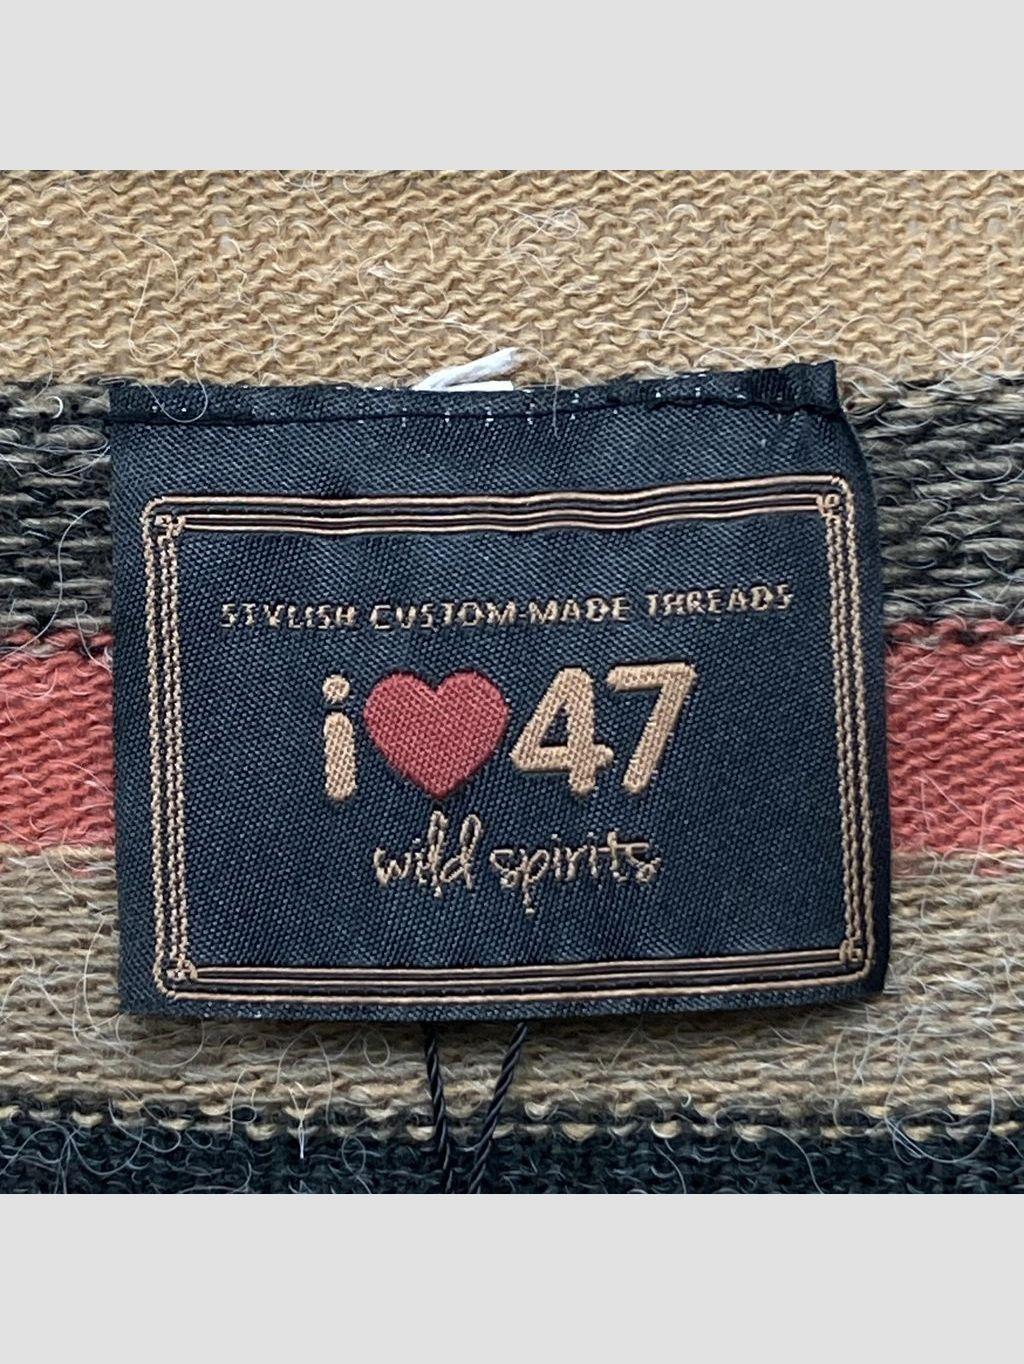 STYLISH CUSTOM-MADE THREADS
i ❤ 47
wild spirits